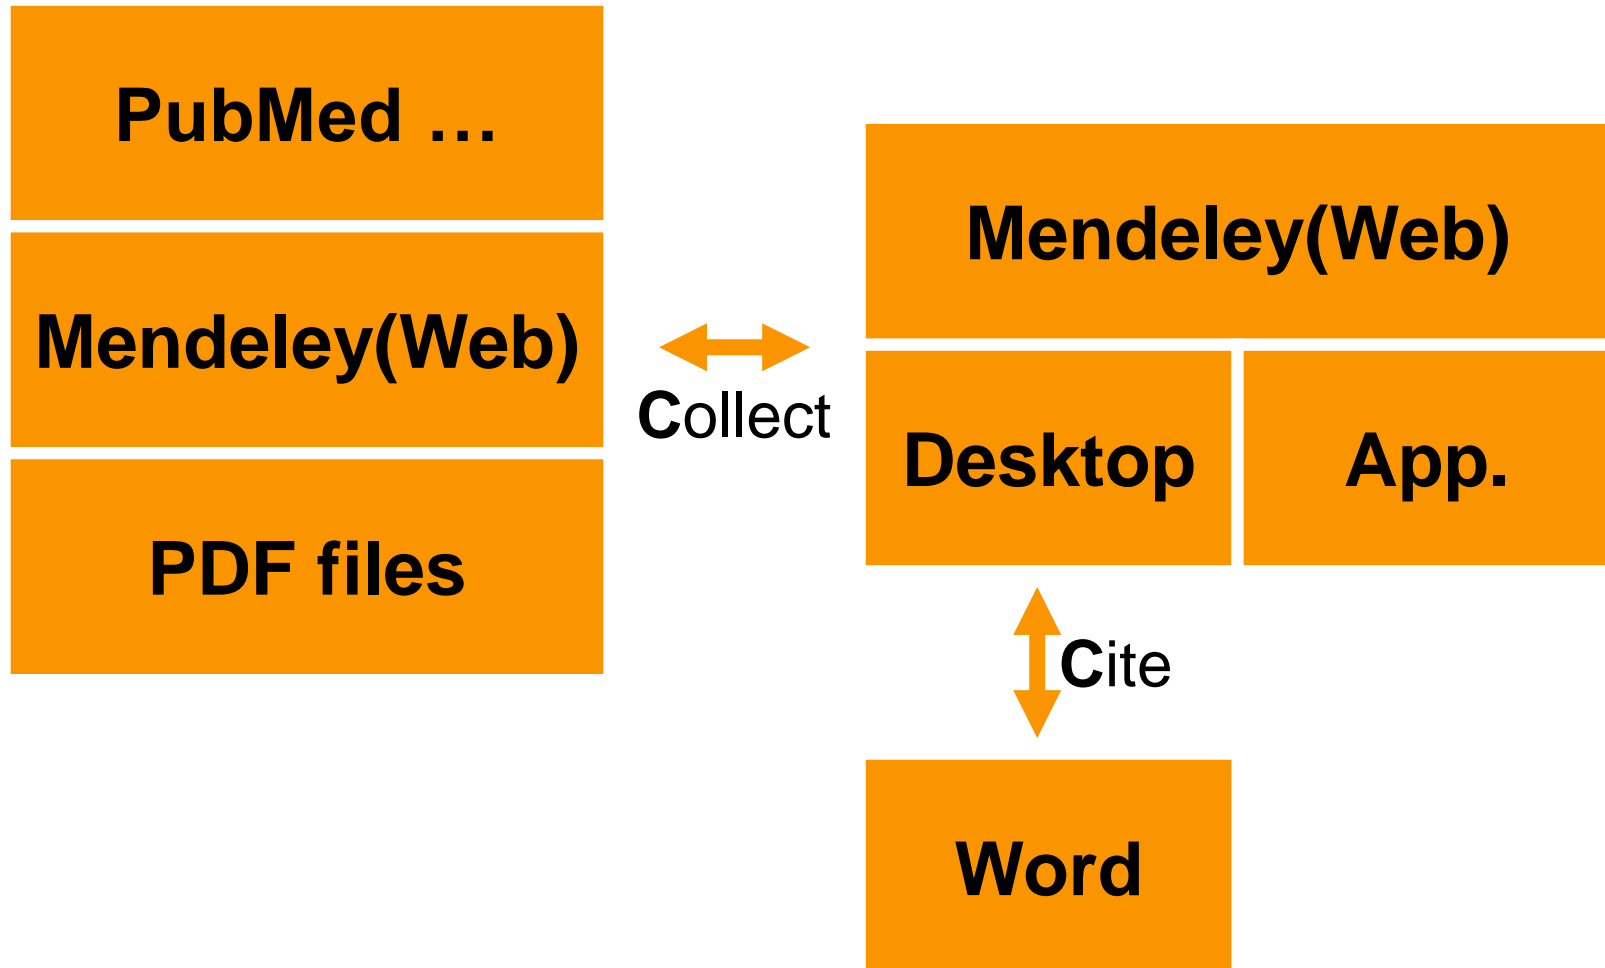 PubMed …
Mendeley(Web)
PDF files
Collect
Mendeley(Web)
Desktop
App.
Cite
Word